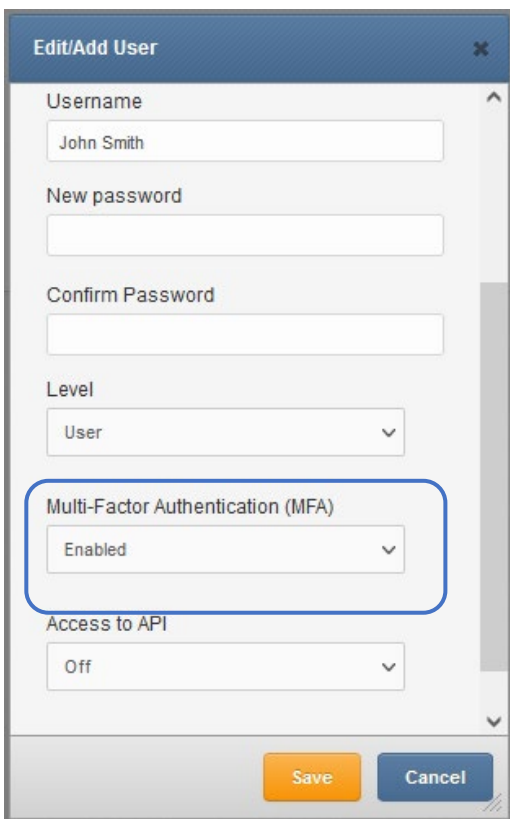 Edit/Add User
Username
John Smith
New password
Confirm Password
Level
User
Multi-Factor Authentication (MFA)
Enabled
Access to API
Off
Save
Cancel